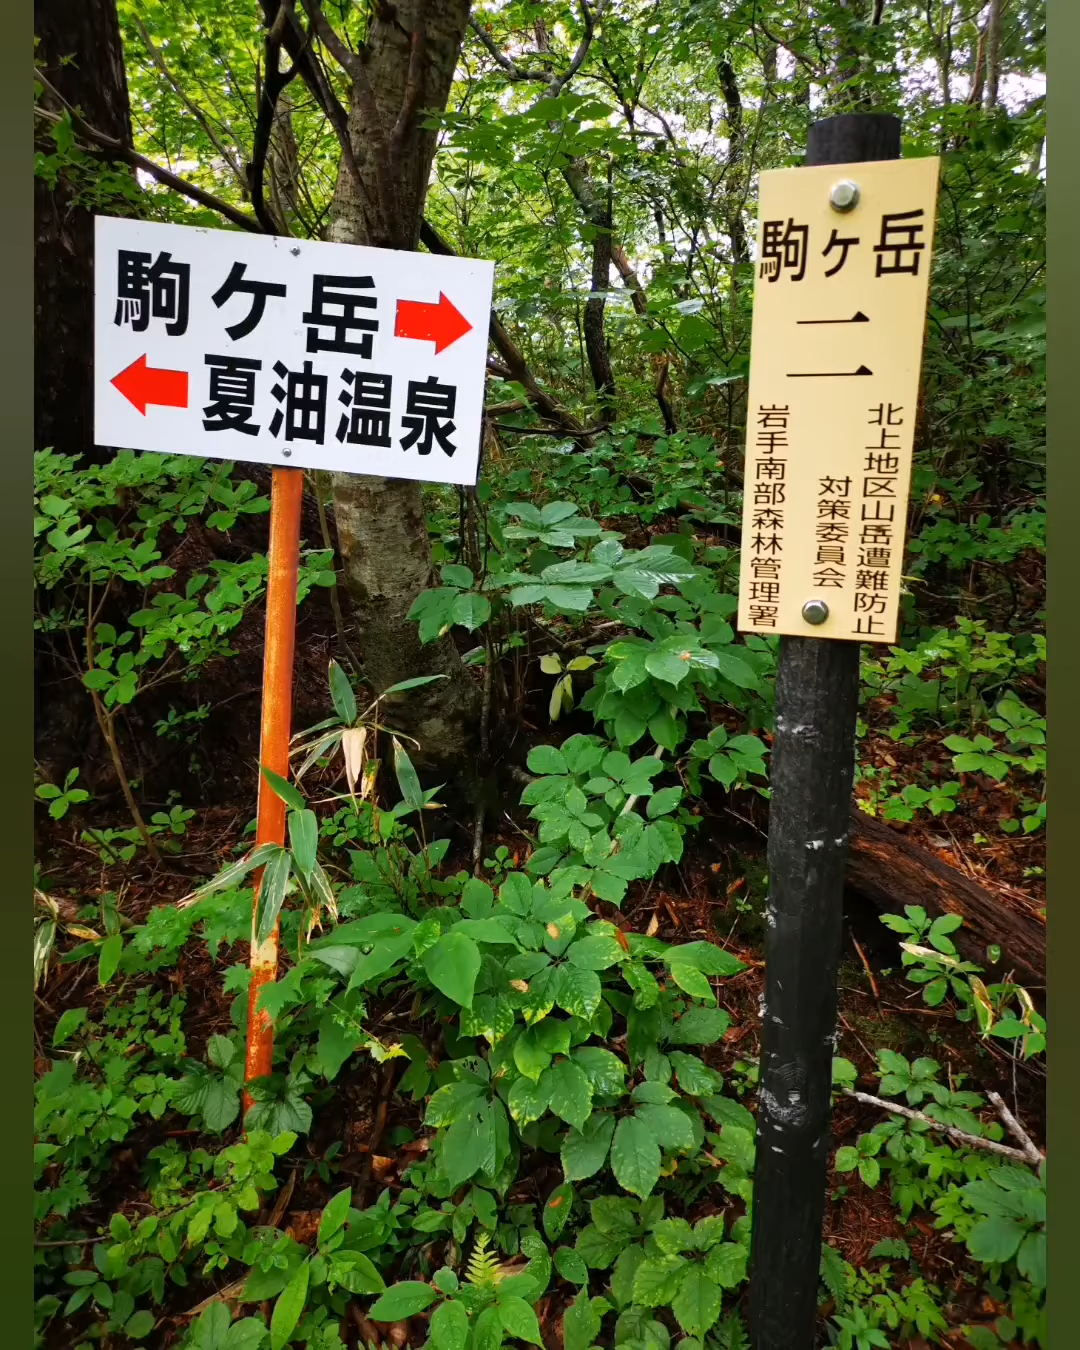 駒ヶ岳
夏油温泉
駒ヶ岳
二
北上地区山岳遭難防止
対策委員会
岩手南部森林管理署